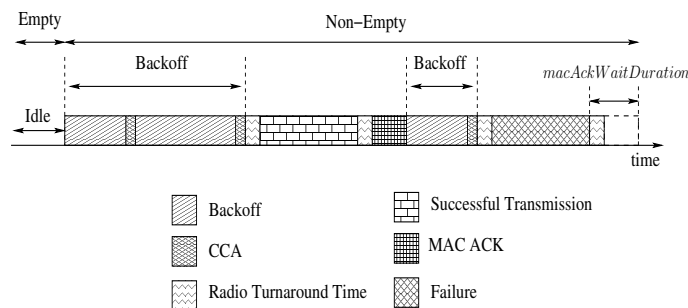 Empty
Non−Empty
Backoff
Backoff
macAckWaitDuration
Idle
time
Backoff
Successful Transmission
CCA
MAC ACK
Radio Turnaround Time
Failure